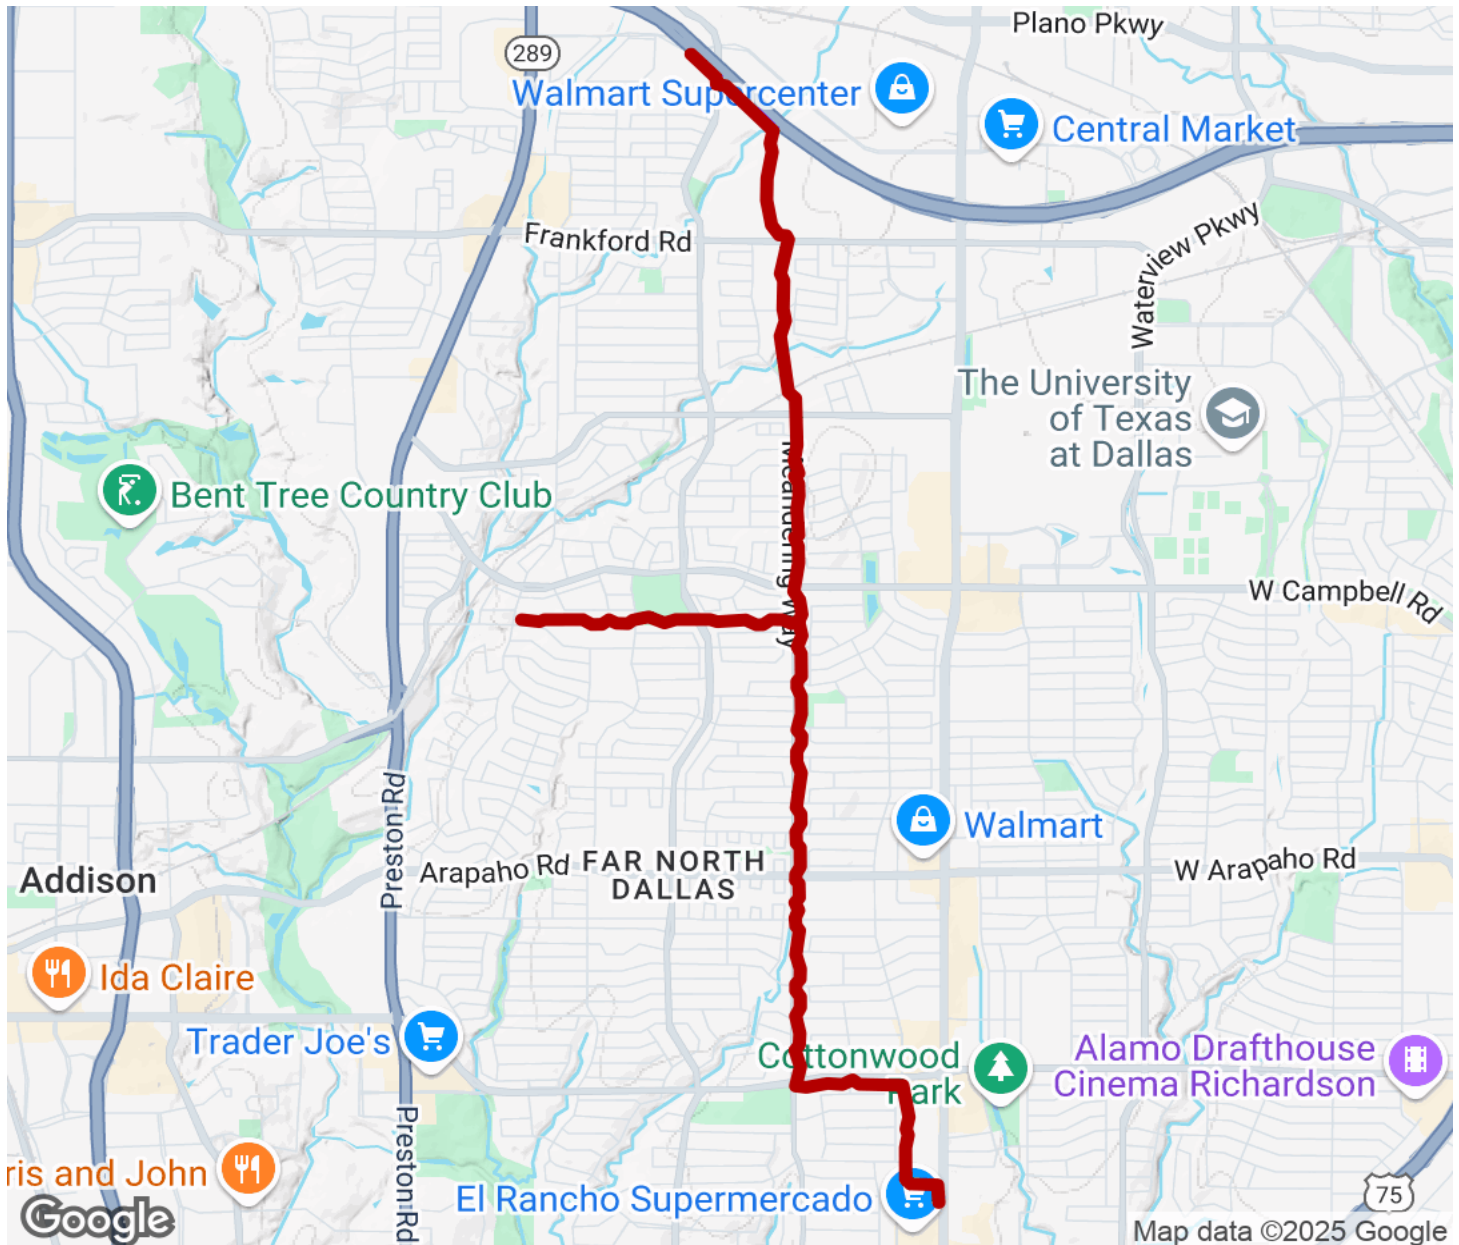 Plano Pkwy
289
Walmart Supercenter
Central Market
Frankford Rd
Waterview Pkwy
The University
of Texas
at Dallas
Meandering Way
Bent Tree Country Club
W Campbell Rd
Preston Rd
Walmart
Addison
Arapaho Rd
FAR NORTH
DALLAS
W Arapaho Rd
Ida Claire
Trader Joe's
Cottonwood
Park
Alamo Drafthouse
Cinema Richardson
Preston Rd
ris and John
El Rancho Supermercado
75
Google
Map data ©2025 Google